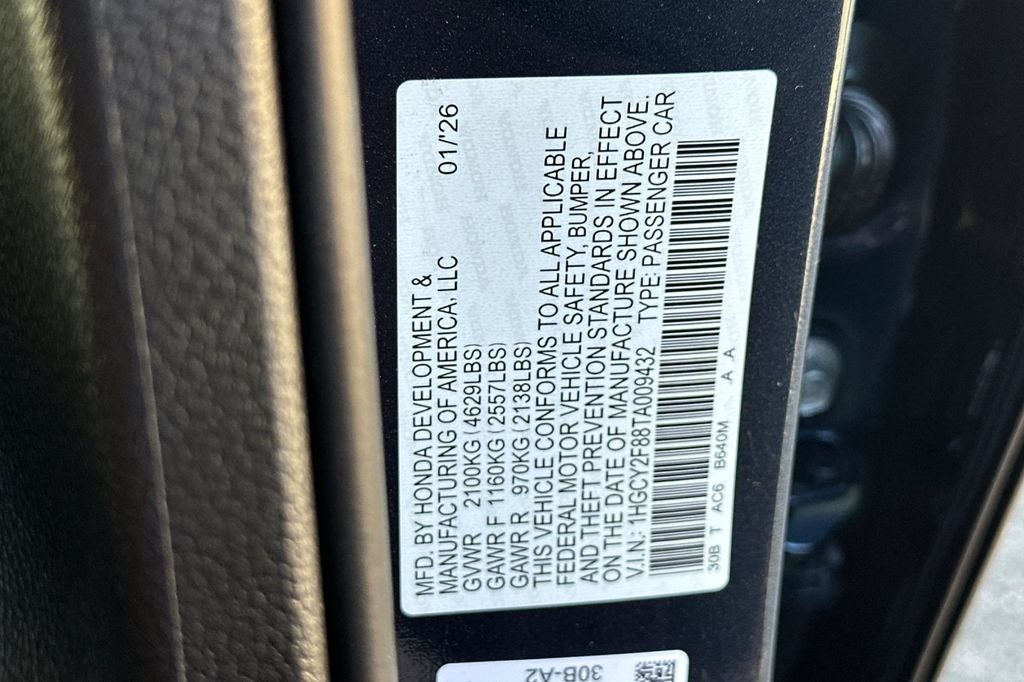 MFD. BY HONDA DEVELOPMENT &
MANUFACTURING OF AMERICA, LLC 01/'26
GVWR 2100KG (4629LBS)
GAWR F 1160KG (2557LBS)
GAWR R 970KG (2138LBS)
THIS VEHICLE CONFORMS TO ALL APPLICABLE
FEDERAL MOTOR VEHICLE SAFETY, BUMPER,
AND THEFT PREVENTION STANDARDS IN EFFECT
ON THE DATE OF MANUFACTURE SHOWN ABOVE.
V.I.N.: 1HGCY2F88TA009432 TYPE: PASSENGER CAR
30B T AC6 B640M .A .A
30B-A2